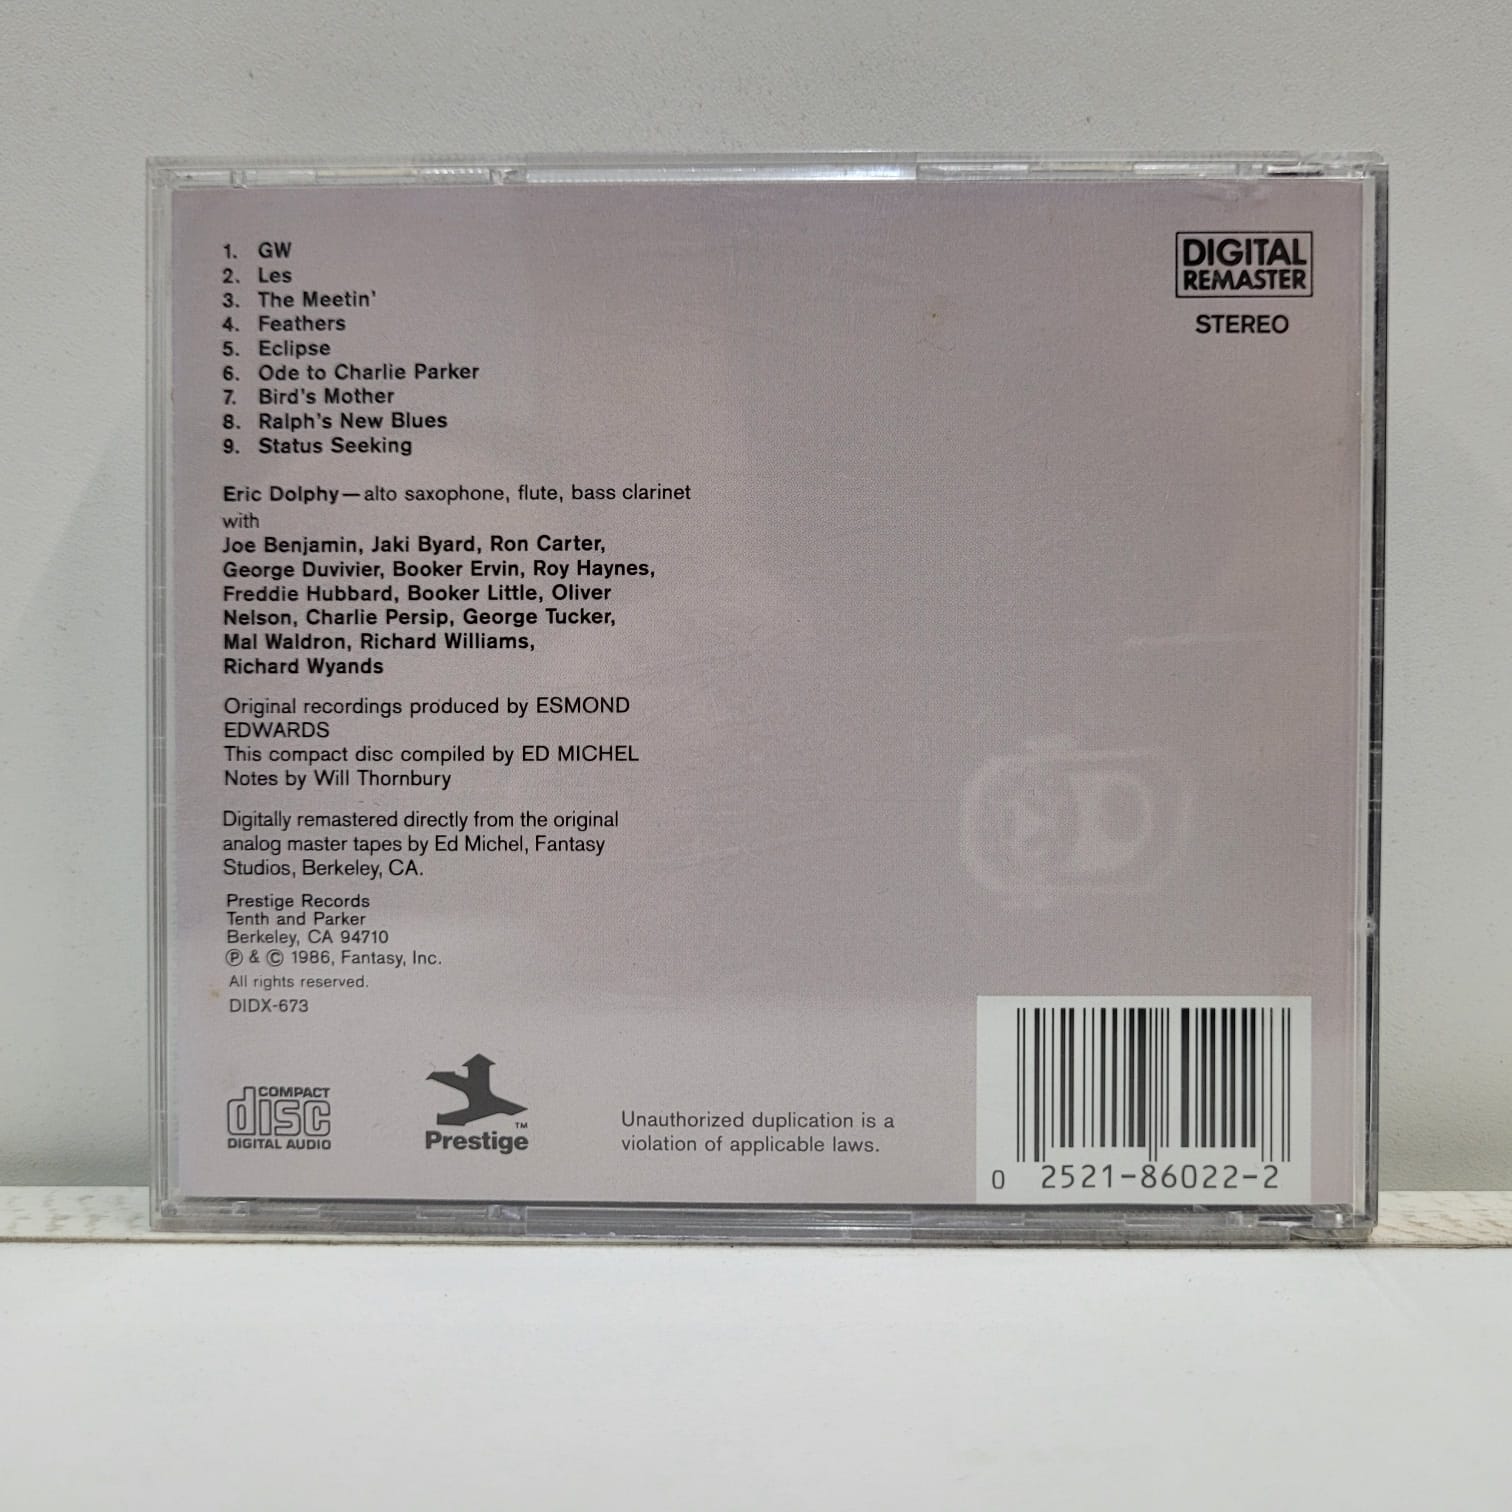 1. GW
2. Les
3. The Meetin'
4. Feathers
5. Eclipse
6. Ode to Charlie Parker
7. Bird's Mother
8. Ralph's New Blues
9. Status Seeking
DIGITAL
REMASTER
STEREO
Eric Dolphy—alto saxophone, flute, bass clarinet
with
Joe Benjamin, Jaki Byard, Ron Carter,
George Duvivier, Booker Ervin, Roy Haynes,
Freddie Hubbard, Booker Little, Oliver
Nelson, Charlie Persip, George Tucker,
Mal Waldron, Richard Williams,
Richard Wyands
Original recordings produced by ESMOND
EDWARDS
This compact disc compiled by ED MICHEL
Notes by Will Thornbury
Digitally remastered directly from the original
analog master tapes by Ed Michel, Fantasy
Studios, Berkeley, CA.
Prestige Records
Tenth and Parker
Berkeley, CA 94710
℗ & © 1986, Fantasy, Inc.
All rights reserved.
DIDX-673
COMPACT
disc
DIGITAL AUDIO
Prestige™
Unauthorized duplication is a
violation of applicable laws.
0 2521-86022-2